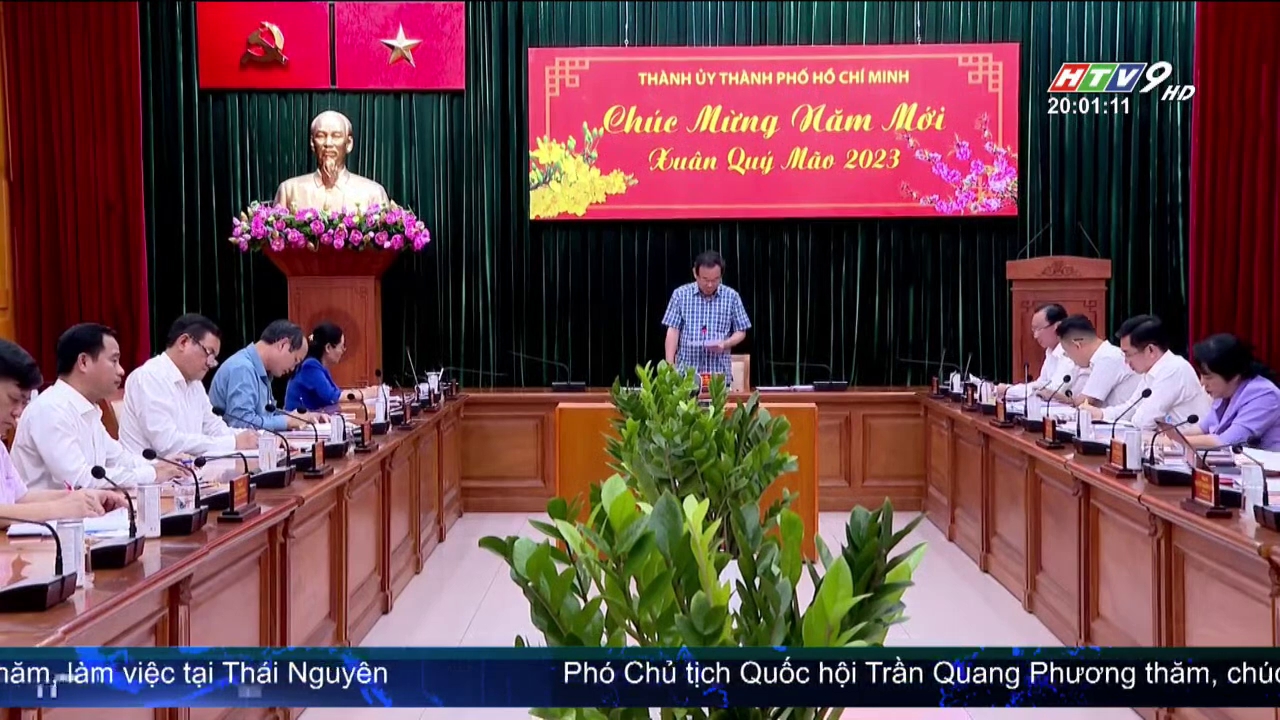 THÀNH ỦY THÀNH PHỐ HỒ CHÍ MINH
Chúc Mừng Năm Mới
Xuân Quý Mão 2023
HTV9 HD
20:01:11
năm, làm việc tại Thái Nguyên
Phó Chủ tịch Quốc hội Trần Quang Phương thăm, chúc